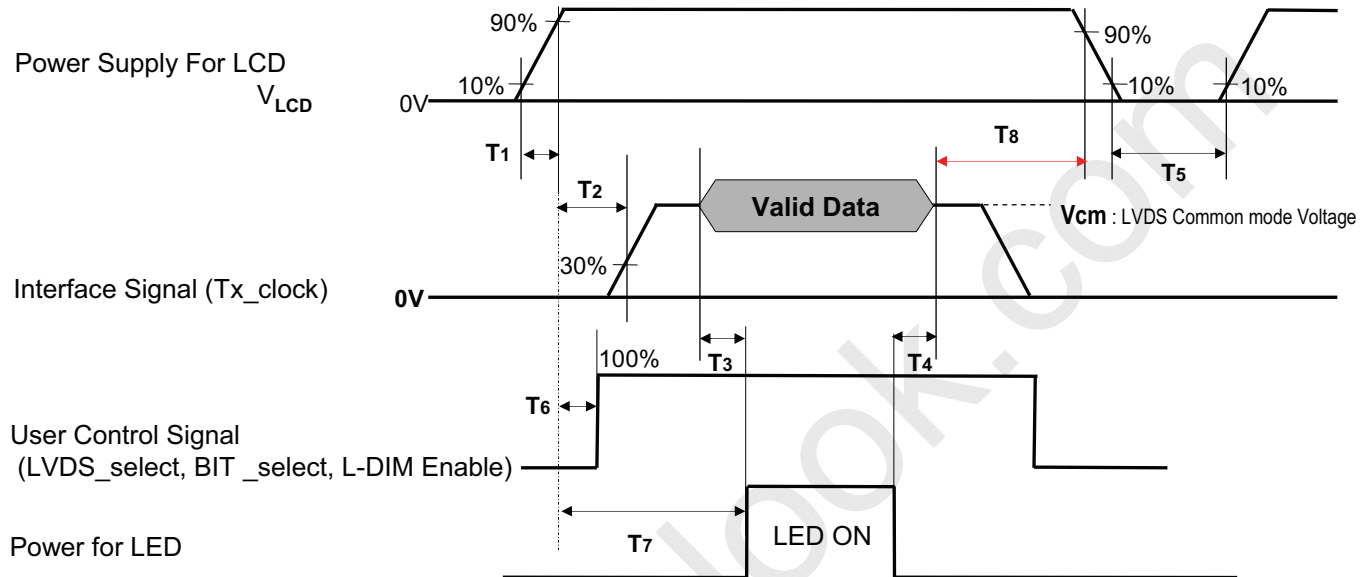 90%
90%
Power Supply For LCD
VLCD
10%
10%
10%
0V
T1
T8
T5
T2
Valid Data
Vcm : LVDS Common mode Voltage
30%
Interface Signal (Tx_clock)
0V
T3
T4
100%
T6
User Control Signal
(LVDS_select, BIT _select, L-DIM Enable)
T7
LED ON
Power for LED
look.com